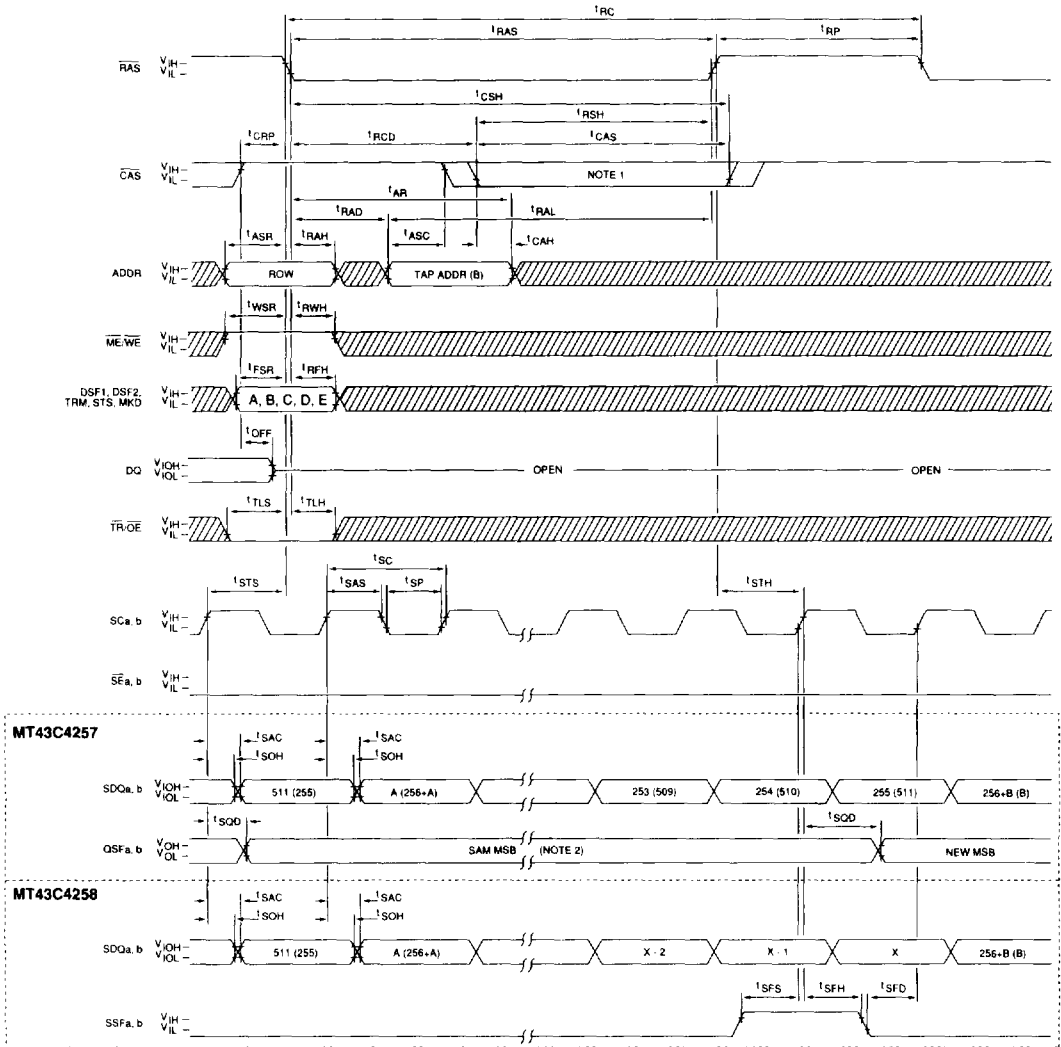 tRC
tRAS tRP
RAS VIH VIL
tCSH
tRSH
tCRP tRCD tCAS
CAS VIH VIL NOTE 1
tAR
tRAD tRAL
tASR tRAH tASC tCAH
ADDR VIH VIL ROW TAP ADDR (B)
tWSR tRWH
ME/WE VIH VIL
tFSR tRFH
DSF1, DSF2, TRM, STS, MKD VIH VIL A, B, C, D, E
tOFF
DQ VIOH VIOL OPEN OPEN
tTLS tTLH
TR/OE VIH VIL
tSC
tSTS tSAS tSP tSTH
SCa, b VIH VIL
SEa, b VIH VIL
MT43C4257
tSAC tSAC
tSOH tSOH
SDQa, b VIOH VIOL 511 (255) A (256+A) 253 (509) 254 (510) 255 (511) 256+B (B)
tSQD tSQD
QSFa, b VOH VOL SAM MSB (NOTE 2) NEW MSB
MT43C4258
tSAC tSAC
tSOH tSOH
SDQa, b VIOH VIOL 511 (255) A (256+A) X - 2 X - 1 X 256+B (B)
tSFS tSFH tSFD
SSFa, b VIH VIL